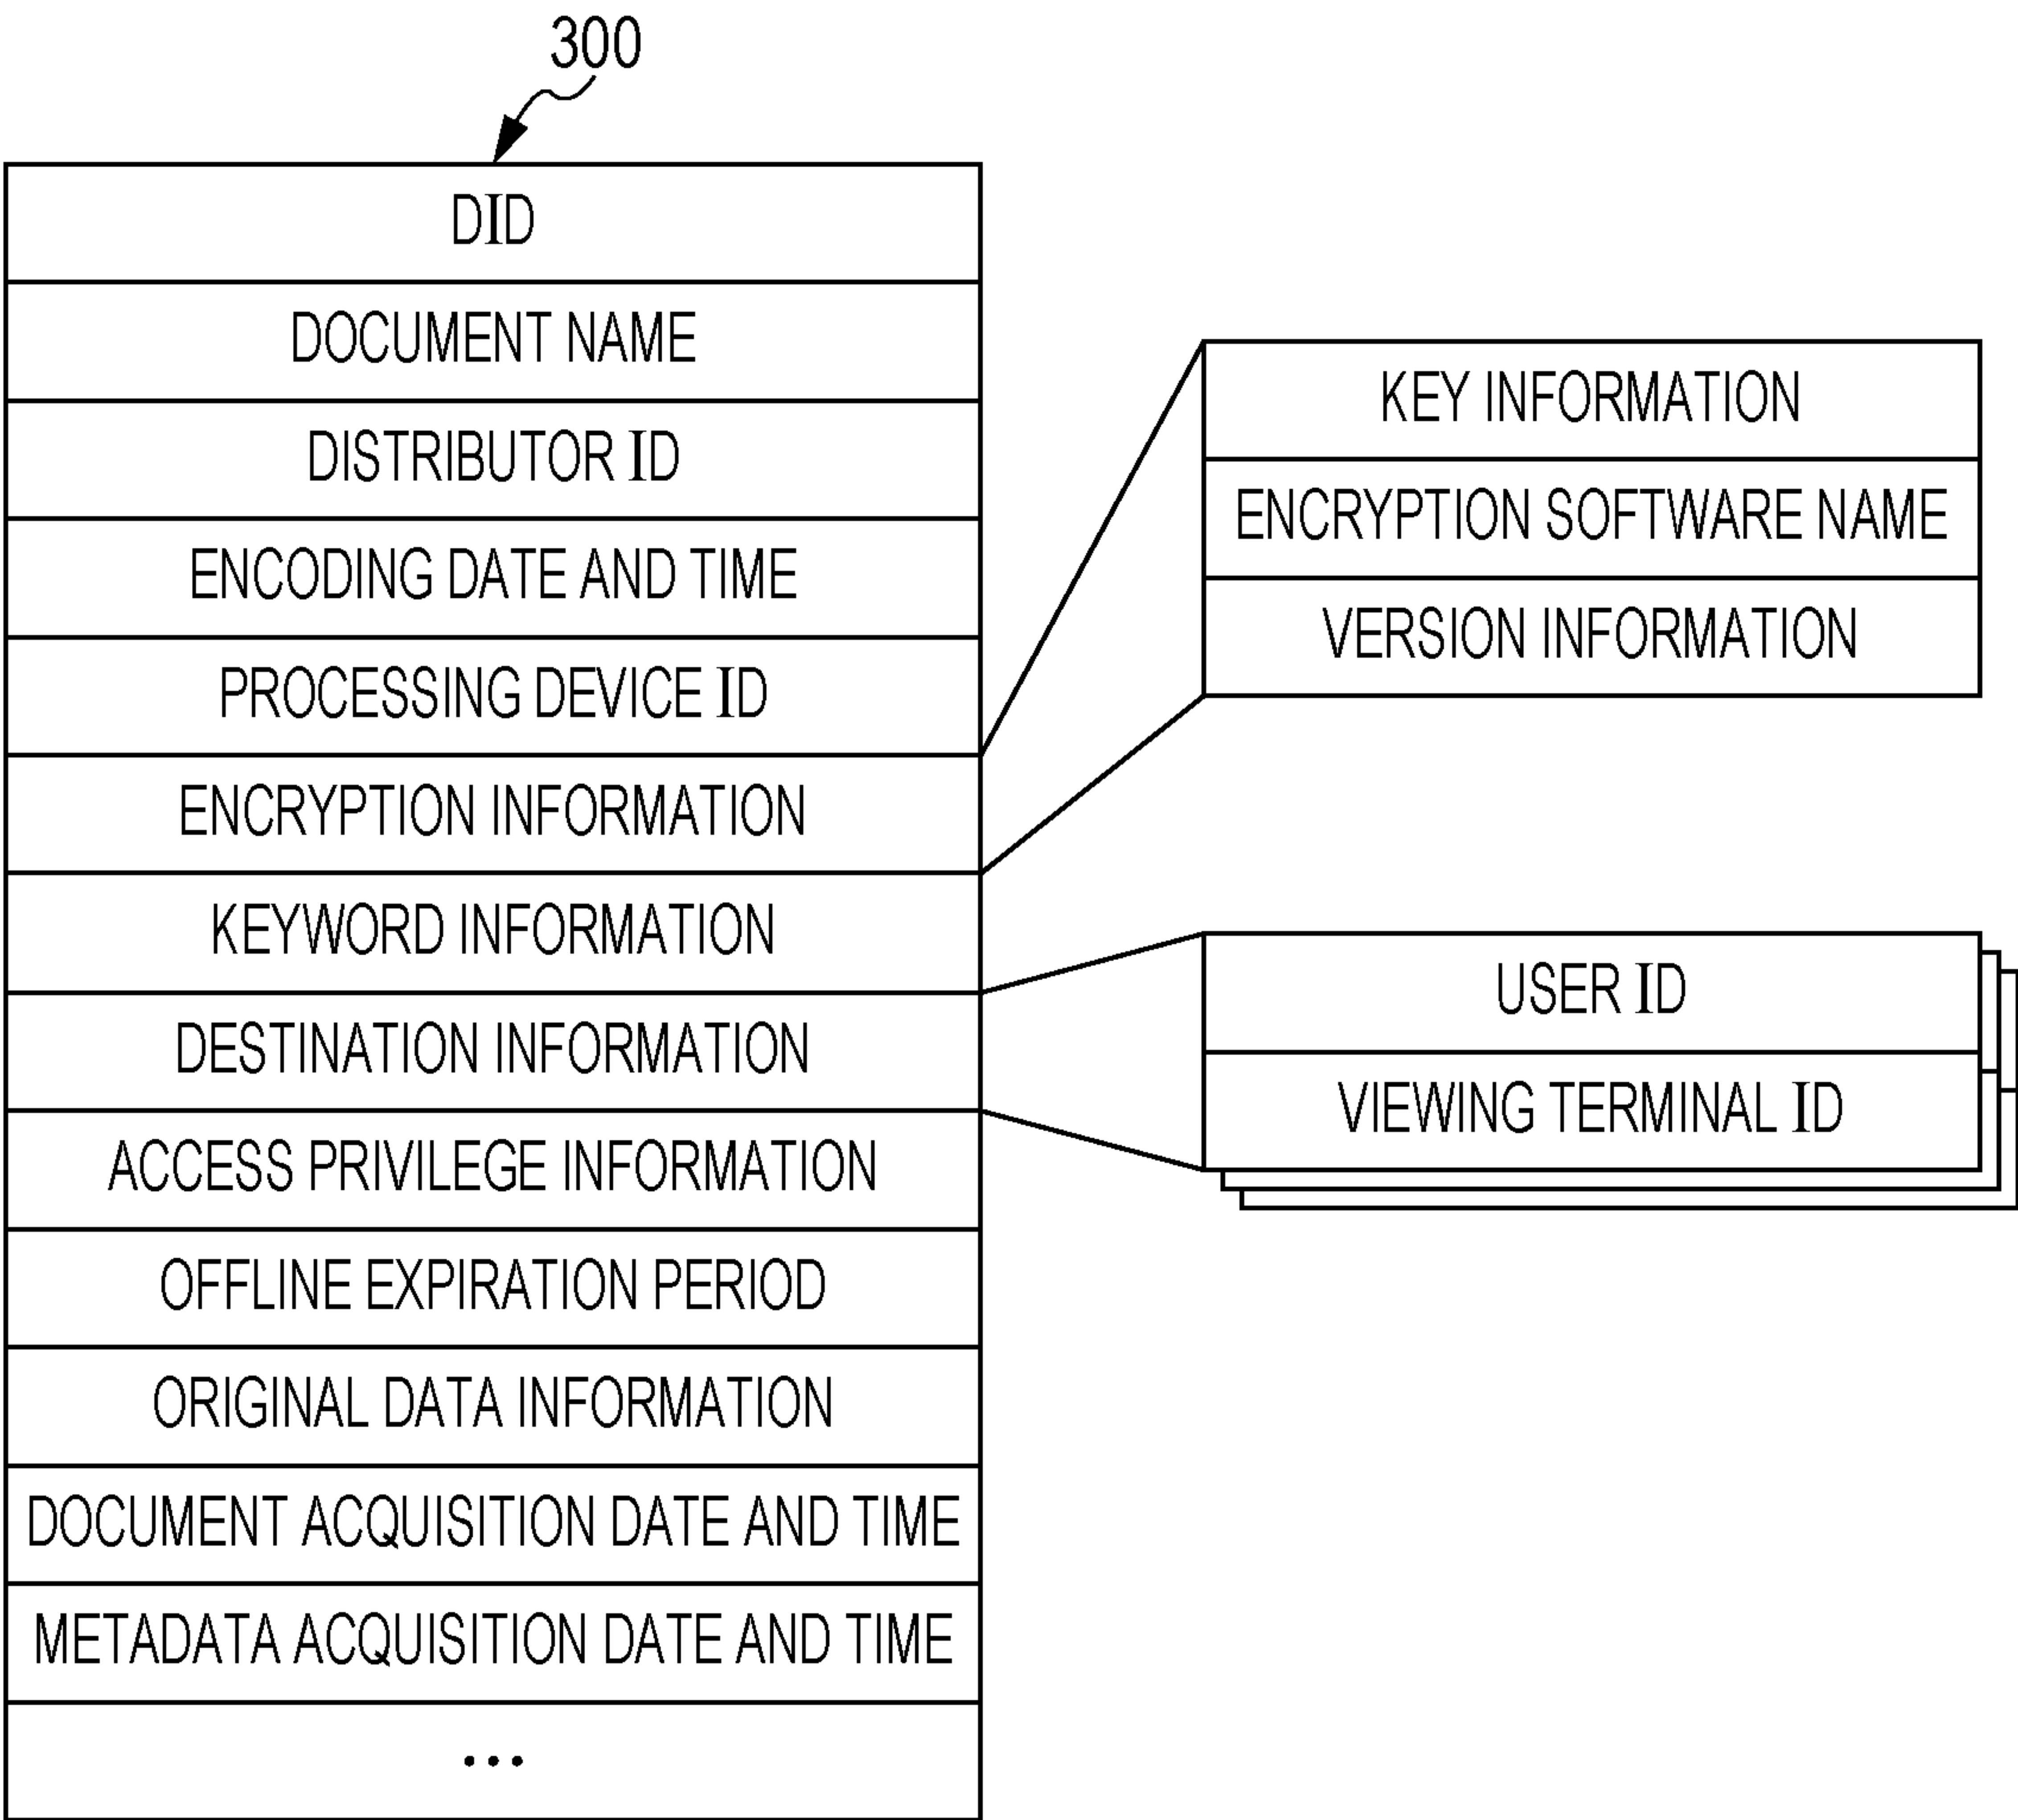 300
DID
DOCUMENT NAME
DISTRIBUTOR ID
ENCODING DATE AND TIME
PROCESSING DEVICE ID
ENCRYPTION INFORMATION
KEYWORD INFORMATION
DESTINATION INFORMATION
ACCESS PRIVILEGE INFORMATION
OFFLINE EXPIRATION PERIOD
ORIGINAL DATA INFORMATION
DOCUMENT ACQUISITION DATE AND TIME
METADATA ACQUISITION DATE AND TIME
...
KEY INFORMATION
ENCRYPTION SOFTWARE NAME
VERSION INFORMATION
USER ID
VIEWING TERMINAL ID